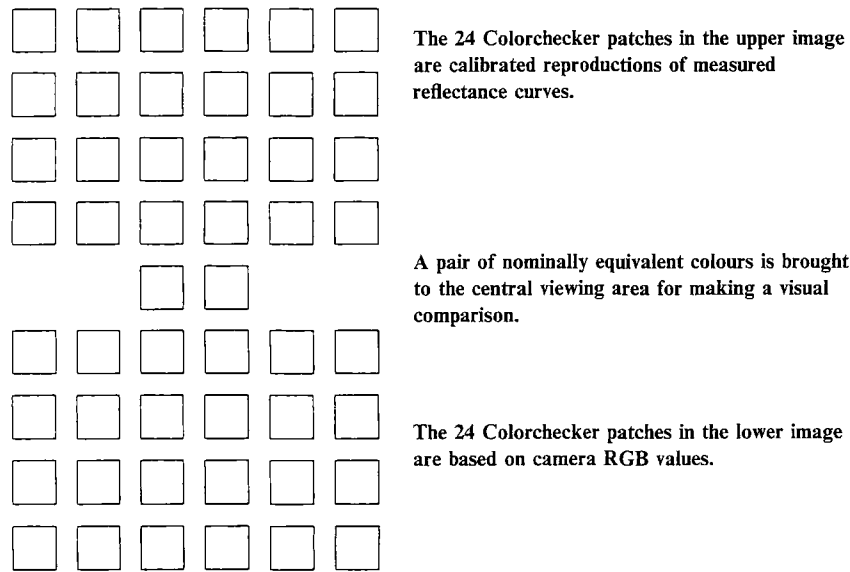 The 24 Colorchecker patches in the upper image
are calibrated reproductions of measured
reflectance curves.
A pair of nominally equivalent colours is brought
to the central viewing area for making a visual
comparison.
The 24 Colorchecker patches in the lower image
are based on camera RGB values.